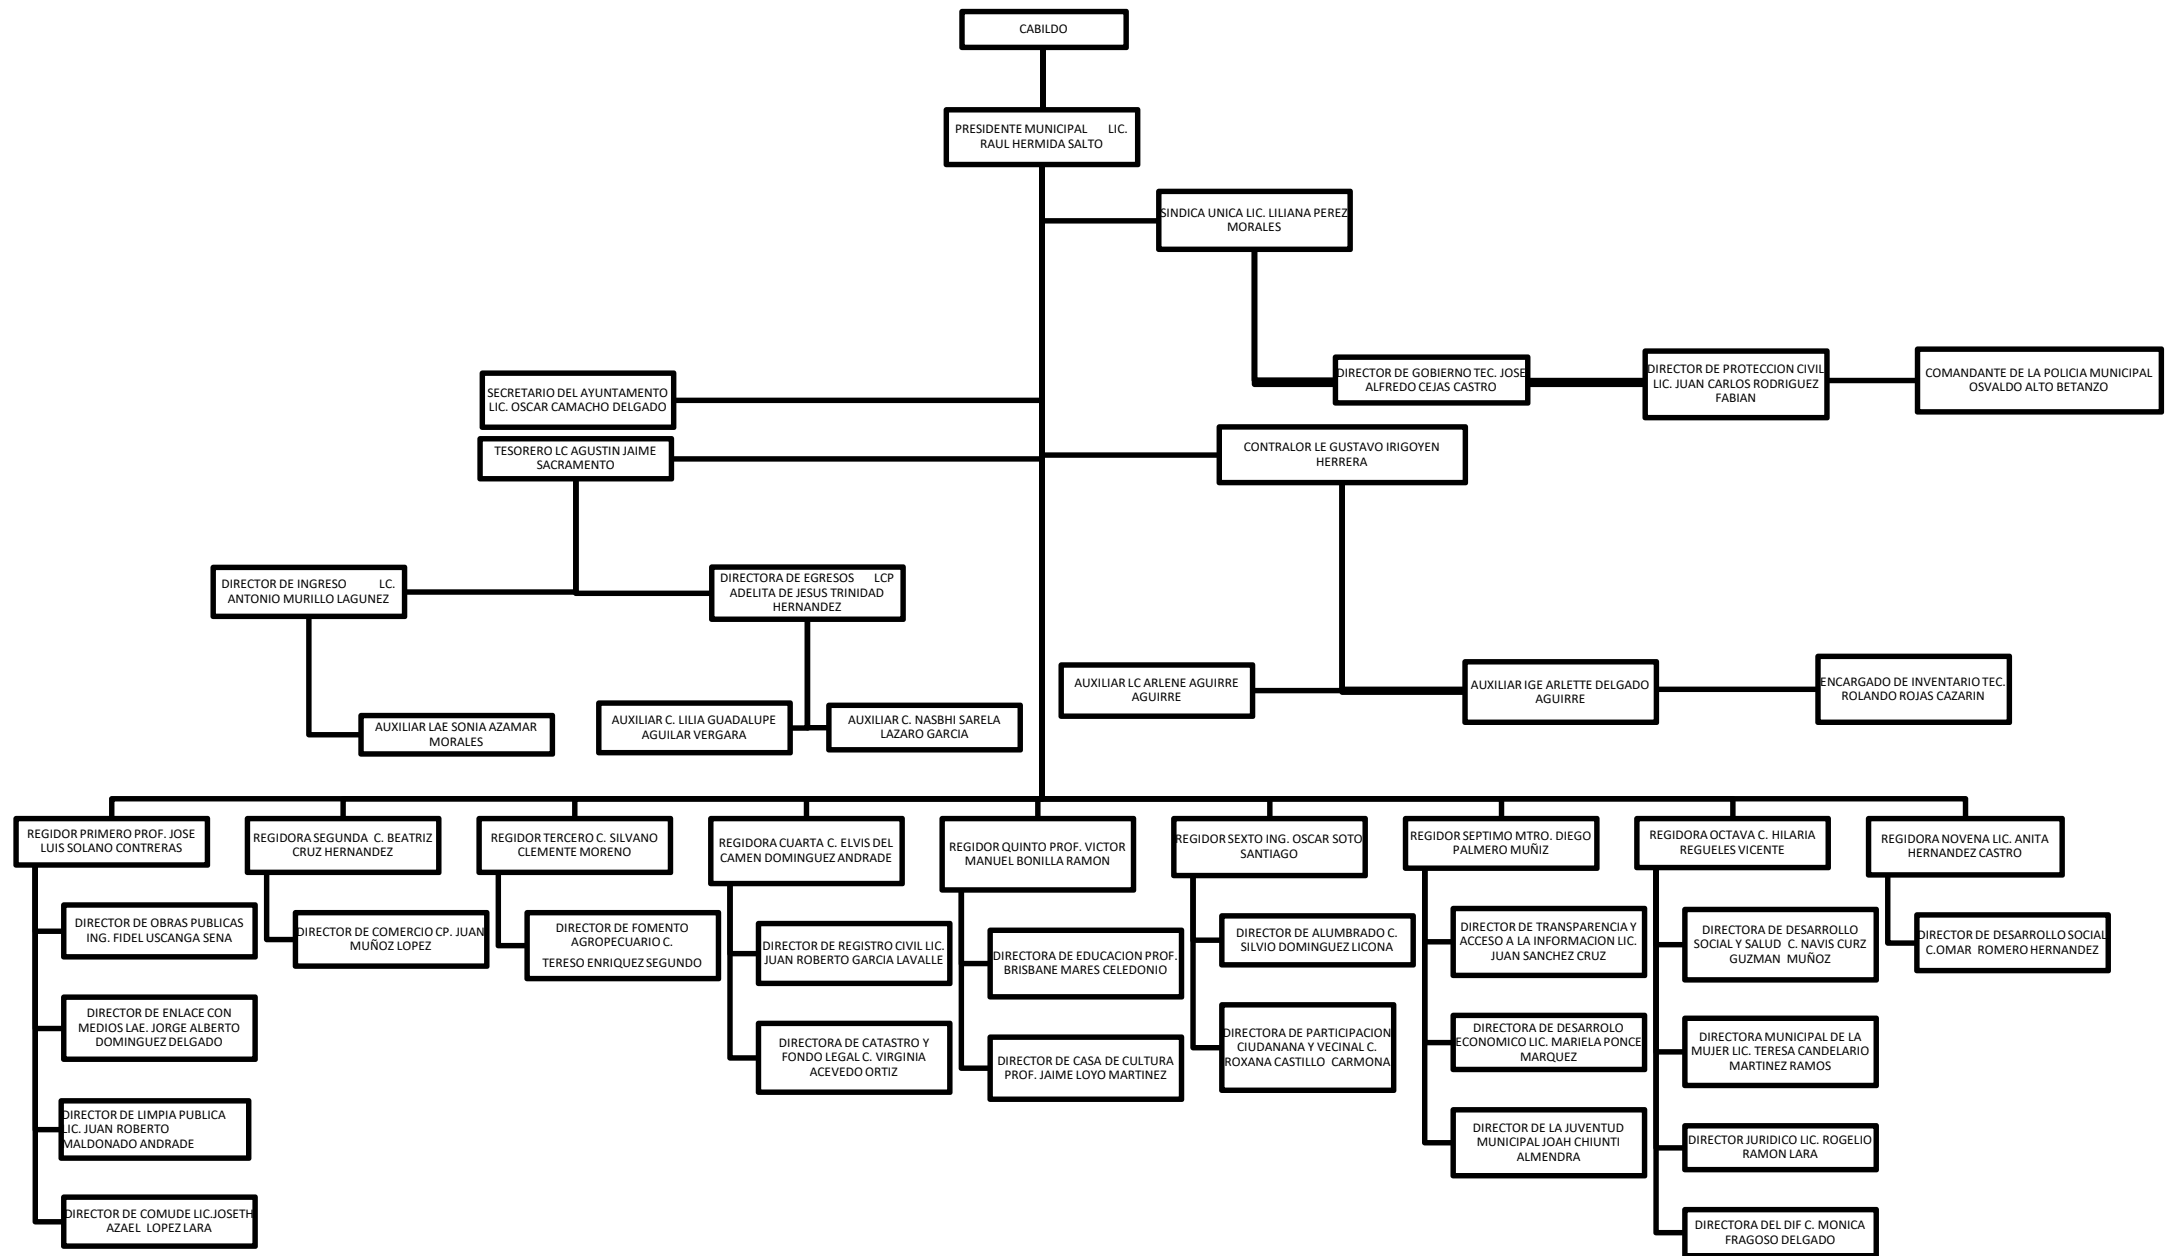 CABILDO
PRESIDENTE MUNICIPAL LIC.
RAUL HERMIDA SALTO
SINDICA UNICA LIC. LILIANA PEREZ
MORALES
DIRECTOR DE GOBIERNO TEC. JOSE
ALFREDO CEJAS CASTRO
DIRECTOR DE PROTECCION CIVIL
LIC. JUAN CARLOS RODRIGUEZ
FABIAN
COMANDANTE DE LA POLICIA MUNICIPAL
OSVALDO ALTO BETANZO
SECRETARIO DEL AYUNTAMENTO
LIC. OSCAR CAMACHO DELGADO
TESORERO LC AGUSTIN JAIME
SACRAMENTO
CONTRALOR LE GUSTAVO IRIGOYEN
HERRERA
DIRECTOR DE INGRESO LC.
ANTONIO MURILLO LAGUNEZ
DIRECTORA DE EGRESOS LCP
ADELITA DE JESUS TRINIDAD
HERNANDEZ
AUXILIAR LC ARLENE AGUIRRE
AGUIRRE
AUXILIAR IGE ARLETTE DELGADO
AGUIRRE
ENCARGADO DE INVENTARIO TEC.
ROLANDO ROJAS CAZARIN
AUXILIAR LAE SONIA AZAMAR
MORALES
AUXILIAR C. LILIA GUADALUPE
AGUILAR VERGARA
AUXILIAR C. NASBHI SARELA
LAZARO GARCIA
REGIDOR PRIMERO PROF. JOSE
LUIS SOLANO CONTRERAS
REGIDORA SEGUNDA C. BEATRIZ
CRUZ HERNANDEZ
REGIDOR TERCERO C. SILVANO
CLEMENTE MORENO
REGIDORA CUARTA C. ELVIS DEL
CAMEN DOMINGUEZ ANDRADE
REGIDOR QUINTO PROF. VICTOR
MANUEL BONILLA RAMON
REGIDOR SEXTO ING. OSCAR SOTO
SANTIAGO
REGIDOR SEPTIMO MTRO. DIEGO
PALMERO MUÑIZ
REGIDORA OCTAVA C. HILARIA
REGUELES VICENTE
REGIDORA NOVENA LIC. ANITA
HERNANDEZ CASTRO
DIRECTOR DE OBRAS PUBLICAS
ING. FIDEL USCANGA SENA
DIRECTOR DE COMERCIO CP. JUAN
MUÑOZ LOPEZ
DIRECTOR DE FOMENTO
AGROPECUARIO C.
TERESO ENRIQUEZ SEGUNDO
DIRECTOR DE REGISTRO CIVIL LIC.
JUAN ROBERTO GARCIA LAVALLE
DIRECTORA DE EDUCACION PROF.
BRISBANE MARES CELEDONIO
DIRECTOR DE ALUMBRADO C.
SILVIO DOMINGUEZ LICONA
DIRECTOR DE TRANSPARENCIA Y
ACCESO A LA INFORMACION LIC.
JUAN SANCHEZ CRUZ
DIRECTORA DE DESARROLLO
SOCIAL Y SALUD C. NAVIS CURZ
GUZMAN MUÑOZ
DIRECTOR DE DESARROLLO SOCIAL
C.OMAR ROMERO HERNANDEZ
DIRECTOR DE ENLACE CON
MEDIOS LAE. JORGE ALBERTO
DOMINGUEZ DELGADO
DIRECTORA DE CATASTRO Y
FONDO LEGAL C. VIRGINIA
ACEVEDO ORTIZ
DIRECTOR DE CASA DE CULTURA
PROF. JAIME LOYO MARTINEZ
DIRECTORA DE PARTICIPACION
CIUDANANA Y VECINAL C.
ROXANA CASTILLO CARMONA
DIRECTORA DE DESARROLO
ECONOMICO LIC. MARIELA PONCE
MARQUEZ
DIRECTORA MUNICIPAL DE LA
MUJER LIC. TERESA CANDELARIO
MARTINEZ RAMOS
DIRECTOR DE LIMPIA PUBLICA
LIC. JUAN ROBERTO
MALDONADO ANDRADE
DIRECTOR DE LA JUVENTUD
MUNICIPAL JOAH CHIUNTI
ALMENDRA
DIRECTOR JURIDICO LIC. ROGELIO
RAMON LARA
DIRECTOR DE COMUDE LIC.JOSETH
AZAEL LOPEZ LARA
DIRECTORA DEL DIF C. MONICA
FRAGOSO DELGADO